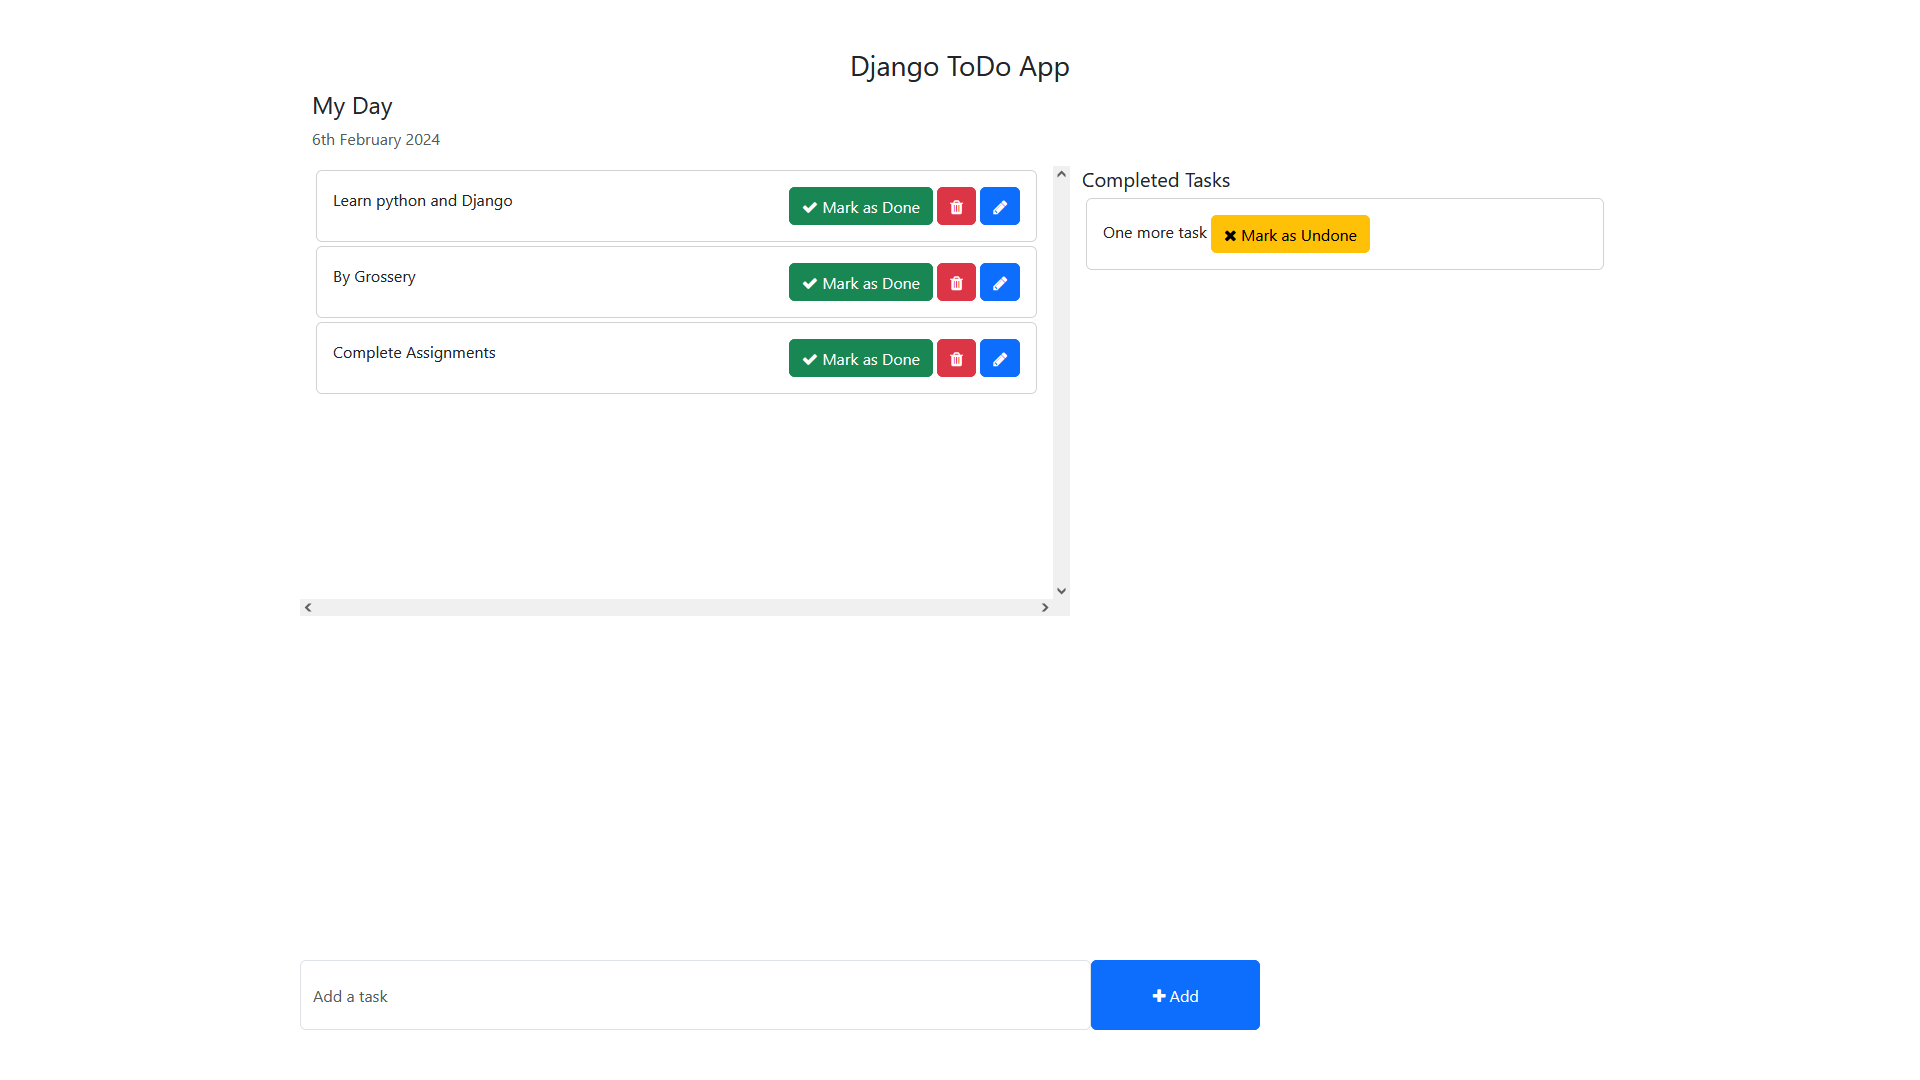 Django ToDo App
My Day
6th February 2024
Learn python and Django
Mark as Done
By Grossery
Mark as Done
Complete Assignments
Mark as Done
Completed Tasks
One more task
Mark as Undone
Add a task
Add